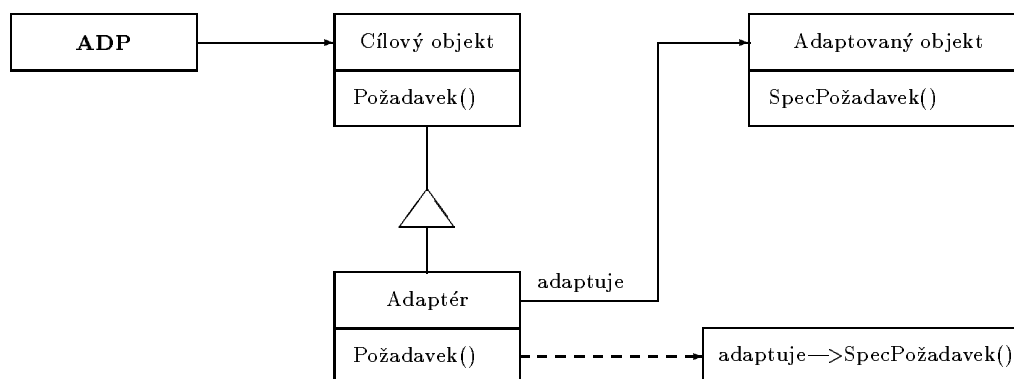 ADP
Cílový objekt
Adaptovaný objekt
Požadavek()
SpecPožadavek()
adaptuje
Adaptér
Požadavek()
adaptuje—>SpecPožadavek()